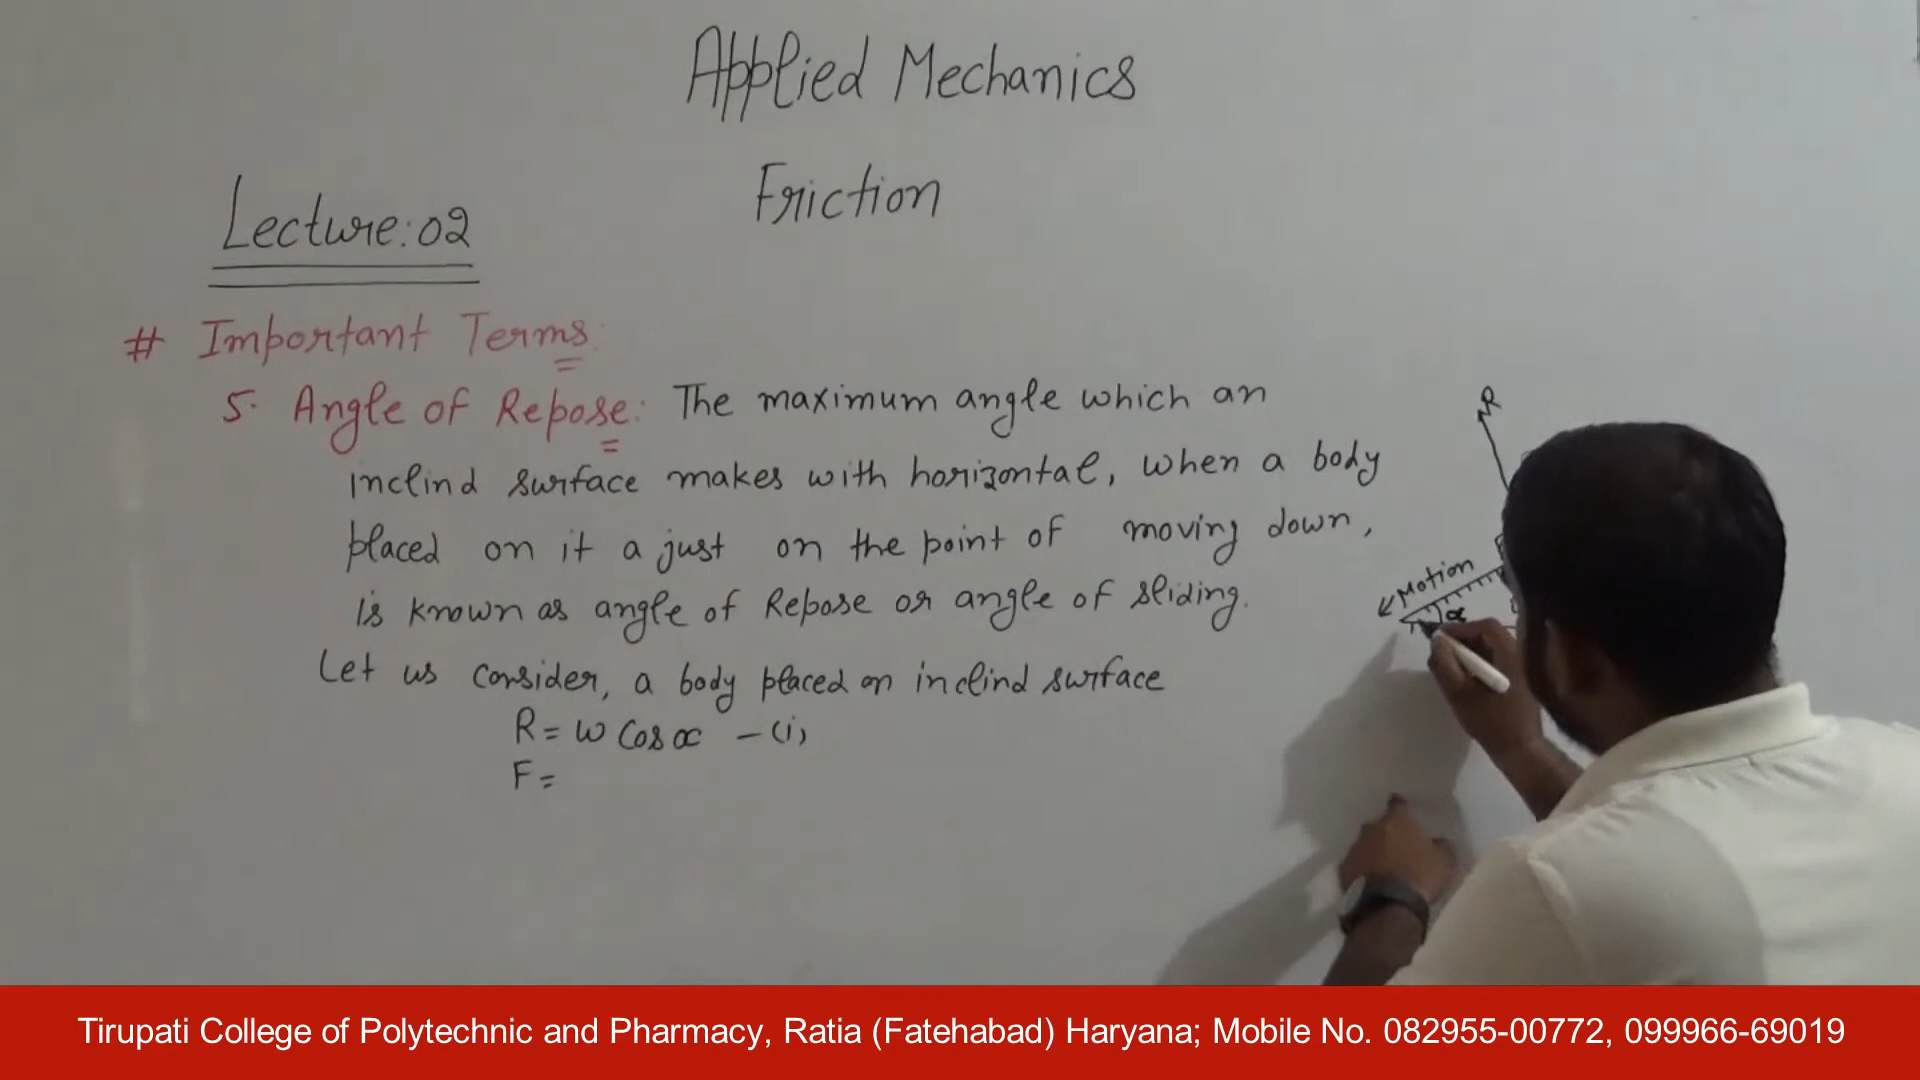 Applied Mechanics
Friction
Lecture: 02
# Important Terms:
5. Angle of Repose: The maximum angle which an
inclind surface makes with horizontal, when a body
placed on it a just on the point of moving down,
is known as angle of Repose or angle of sliding.
Let us consider, a body placed on inclind surface
R = W Cos α - (i)
F =
R
Motion
α
Tirupati College of Polytechnic and Pharmacy, Ratia (Fatehabad) Haryana; Mobile No. 082955-00772, 099966-69019